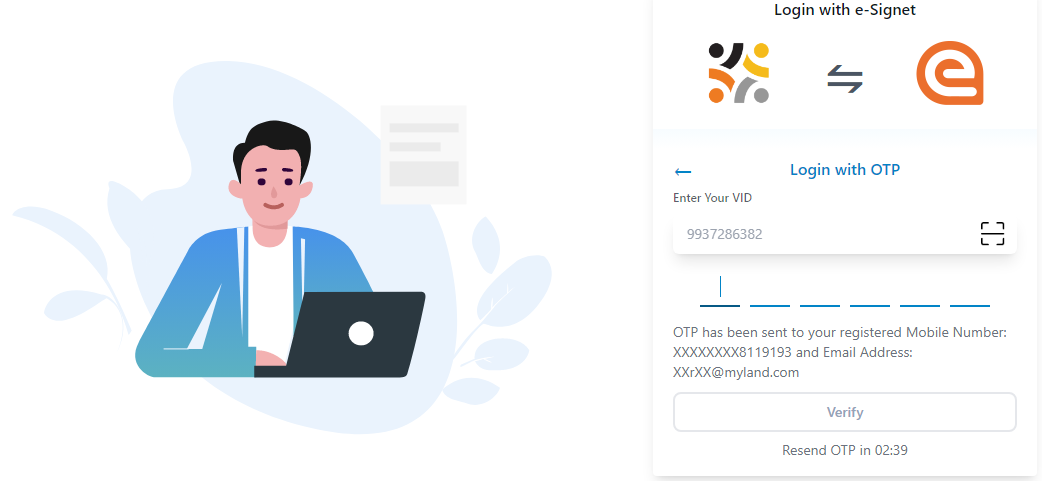 Login with e-Signet
Login with OTP
Enter Your VID
9937286382
OTP has been sent to your registered Mobile Number:
XXXXXXXX8119193 and Email Address:
XXrXX@myland.com
Verify
Resend OTP in 02:39